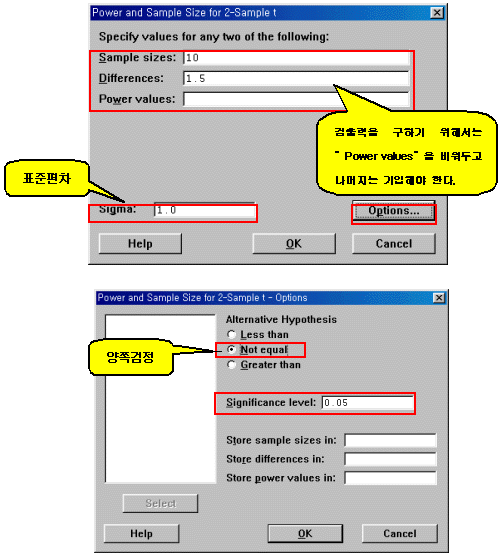 Power and Sample Size for 2-Sample t
Specify values for any two of the following:
Sample sizes: 10
Differences: 1.5
Power values:
검출력을 구하기 위해서는
" Power values" 을 비워두고
나머지는 기입해야 한다.
표준편차
Sigma: 1.0
Options...
Help
OK
Cancel
Power and Sample Size for 2-Sample t - Options
Alternative Hypothesis
Less than
양쪽검정
Not equal
Greater than
Significance level: 0.05
Store sample sizes in:
Store differences in:
Store power values in:
Select
Help
OK
Cancel